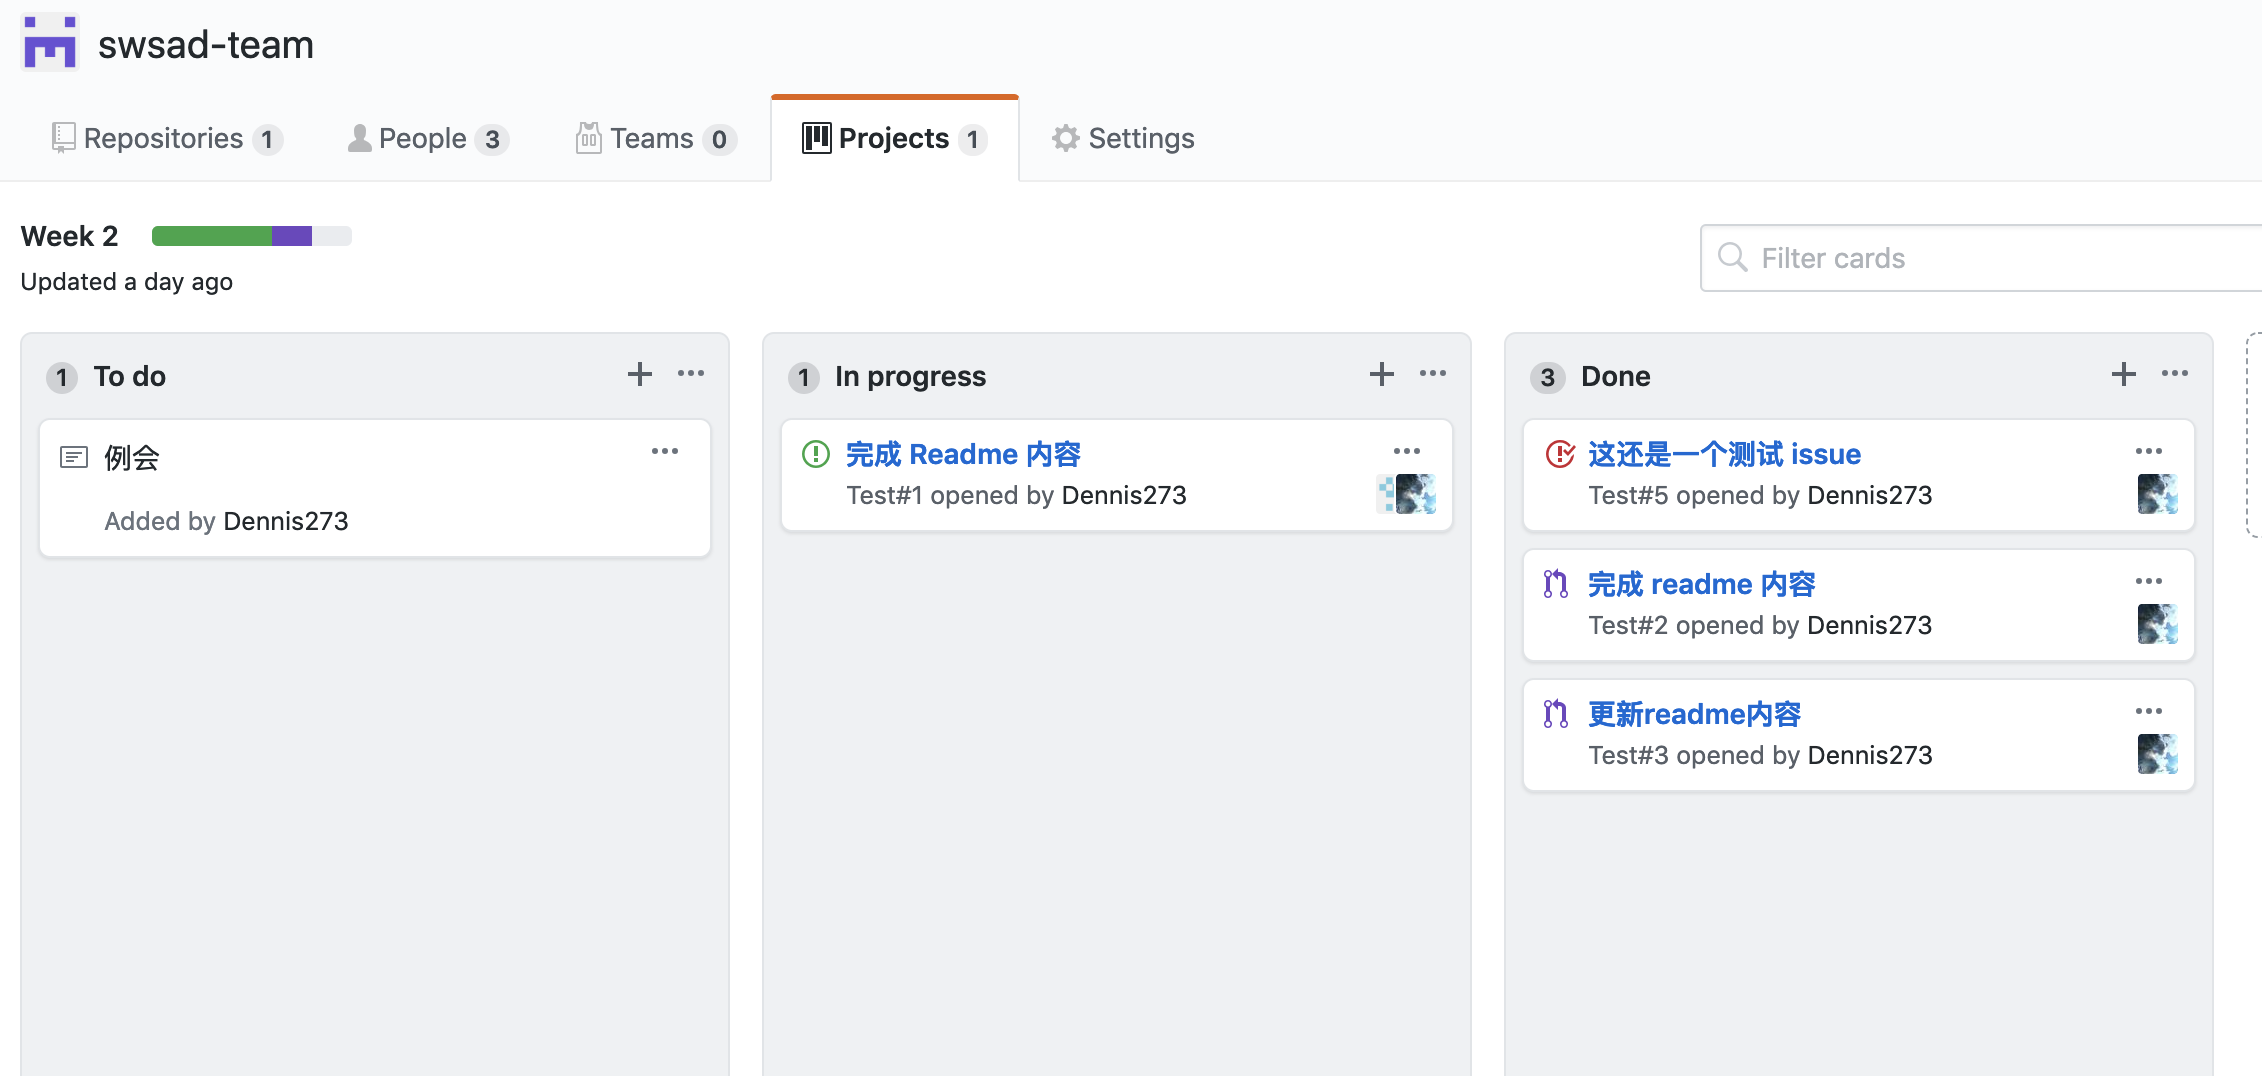 swsad-team
Repositories 1
People 3
Teams 0
Projects 1
Settings
Week 2
Updated a day ago
Filter cards
1 To do
例会
Added by Dennis273
1 In progress
完成 Readme 内容
Test#1 opened by Dennis273
3 Done
这还是一个测试 issue
Test#5 opened by Dennis273
完成 readme 内容
Test#2 opened by Dennis273
更新readme内容
Test#3 opened by Dennis273